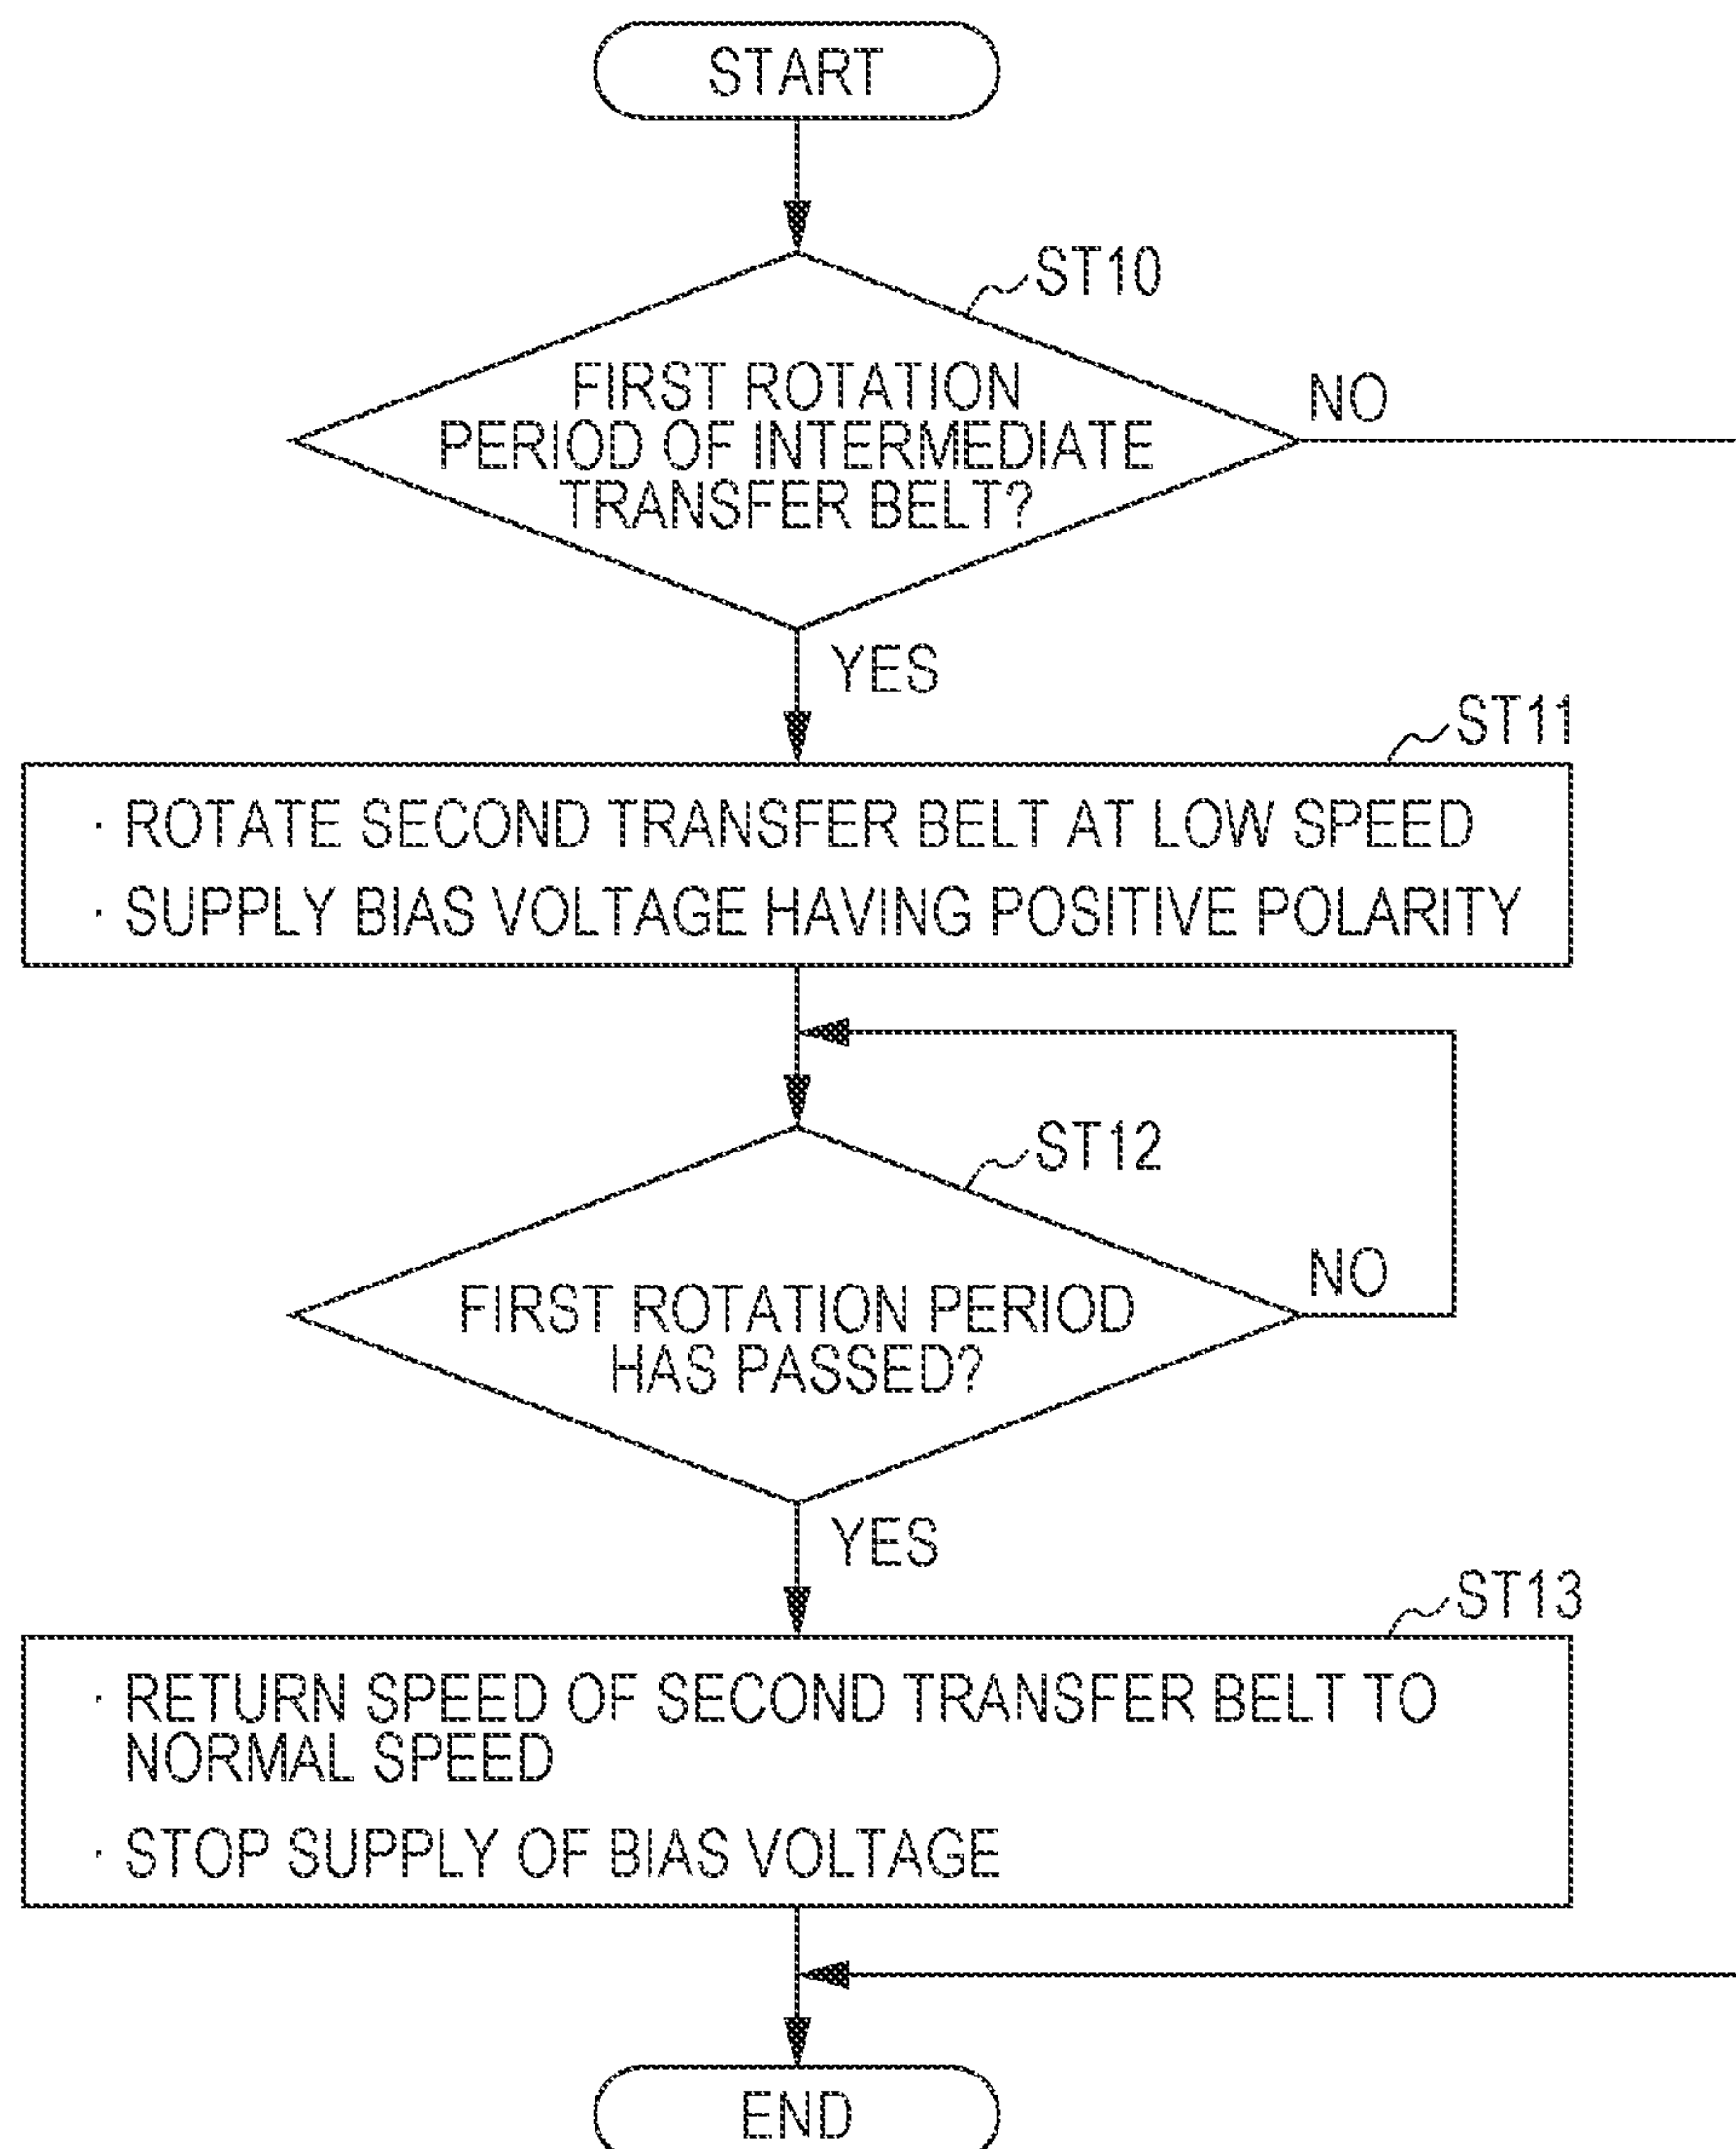 START
ST10
FIRST ROTATION
PERIOD OF INTERMEDIATE
TRANSFER BELT?
NO
YES
ST11
· ROTATE SECOND TRANSFER BELT AT LOW SPEED
· SUPPLY BIAS VOLTAGE HAVING POSITIVE POLARITY
ST12
FIRST ROTATION PERIOD
HAS PASSED?
NO
YES
ST13
· RETURN SPEED OF SECOND TRANSFER BELT TO
NORMAL SPEED
· STOP SUPPLY OF BIAS VOLTAGE
END